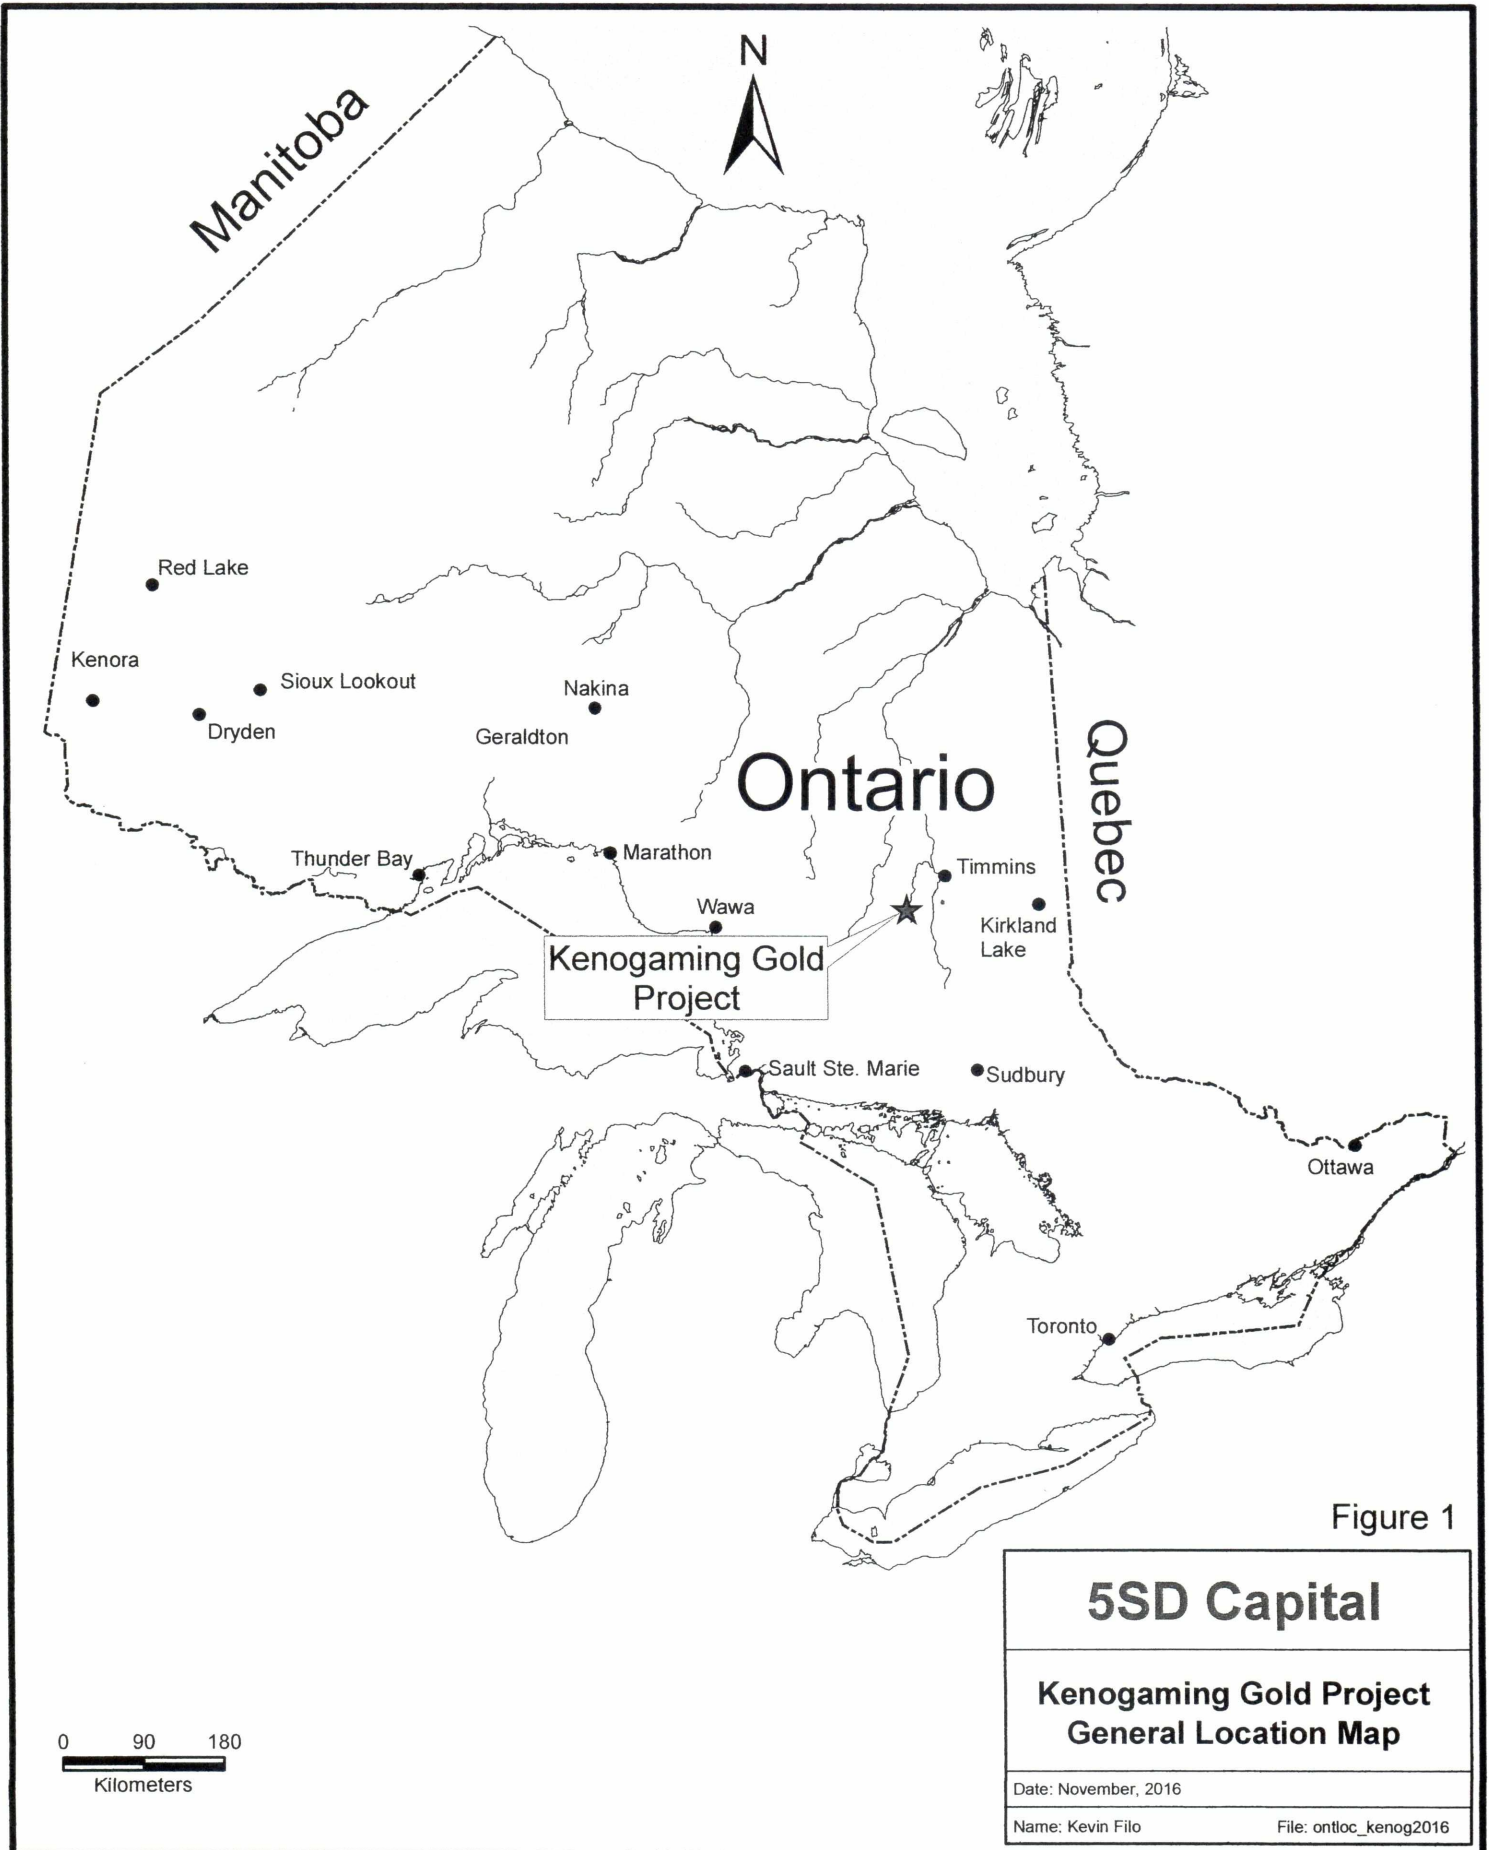 N
Manitoba
Red Lake
Kenora
Sioux Lookout
Dryden
Nakina
Geraldton
Ontario
Quebec
Thunder Bay
Marathon
Timmins
Wawa
Kirkland
Lake
Kenogaming Gold
Project
Sault Ste. Marie
Sudbury
Ottawa
Toronto
Figure 1
5SD Capital
Kenogaming Gold Project
General Location Map
Date: November, 2016
Name: Kevin Filo File: ontloc_kenog2016
0 90 180
Kilometers